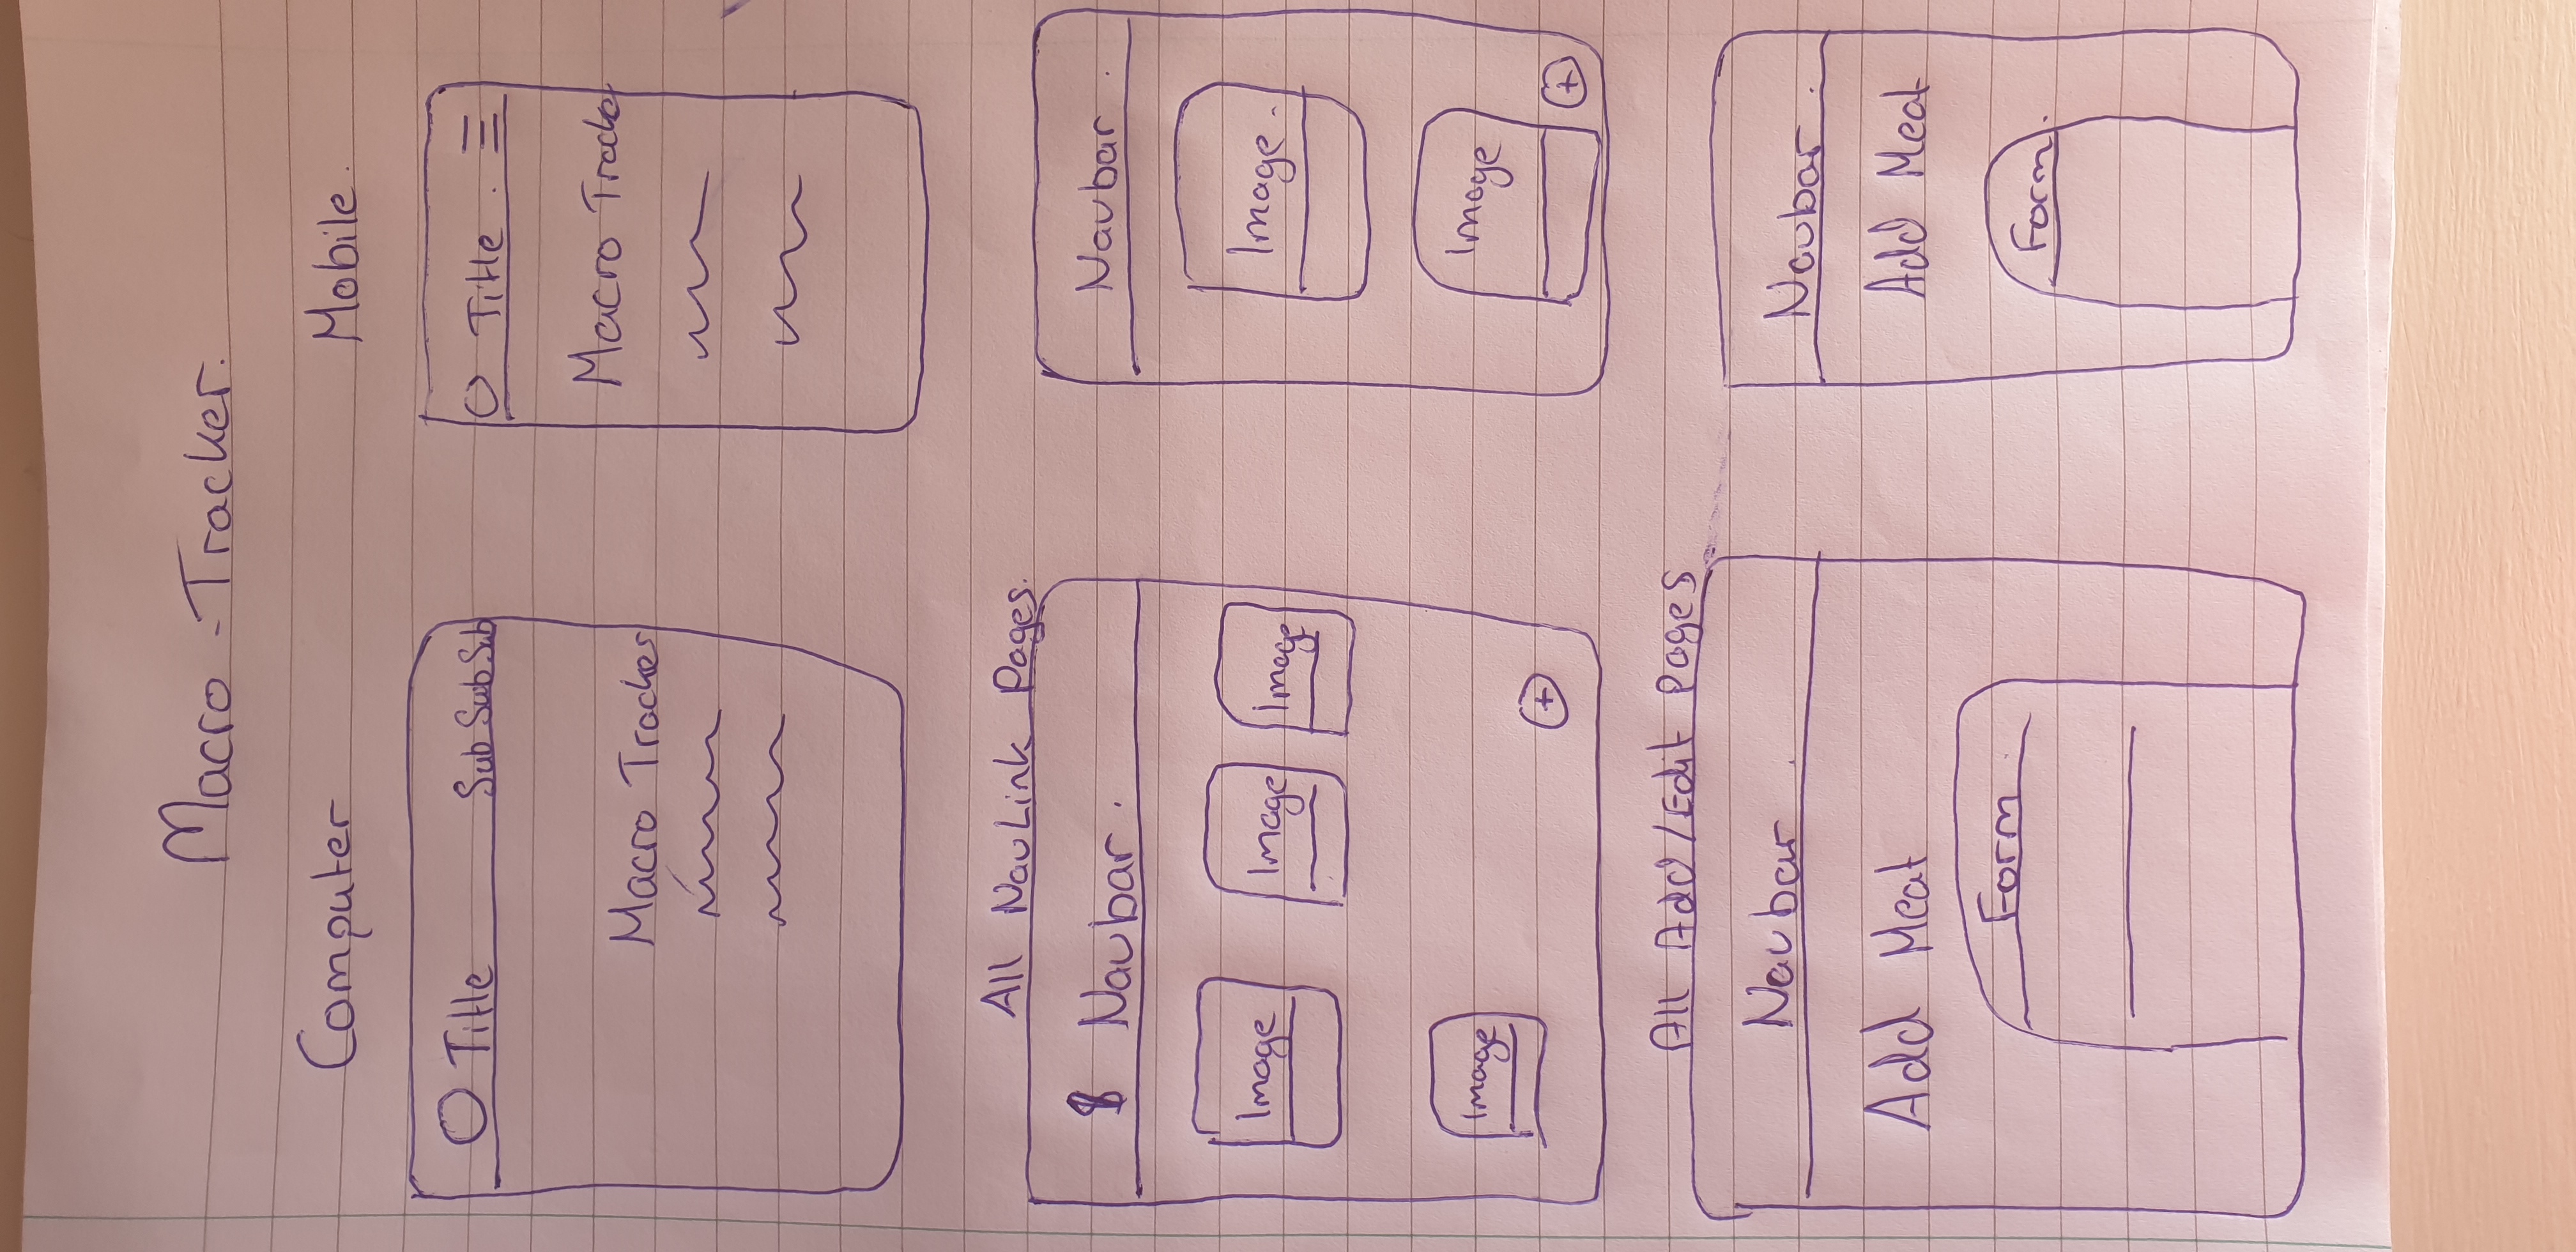 Macro-Tracker.
Computer
Mobile.
Title Sub Sub Sub
Title.
Macro Tracker
Macro Tracker
All NavLink Pages.
Navbar.
Navbar.
Image
Image
Image
Image.
Image
+
Image
+
All Add/Edit Pages
Navbar.
Navbar.
Add Meat
Add Meat
Form.
Form.